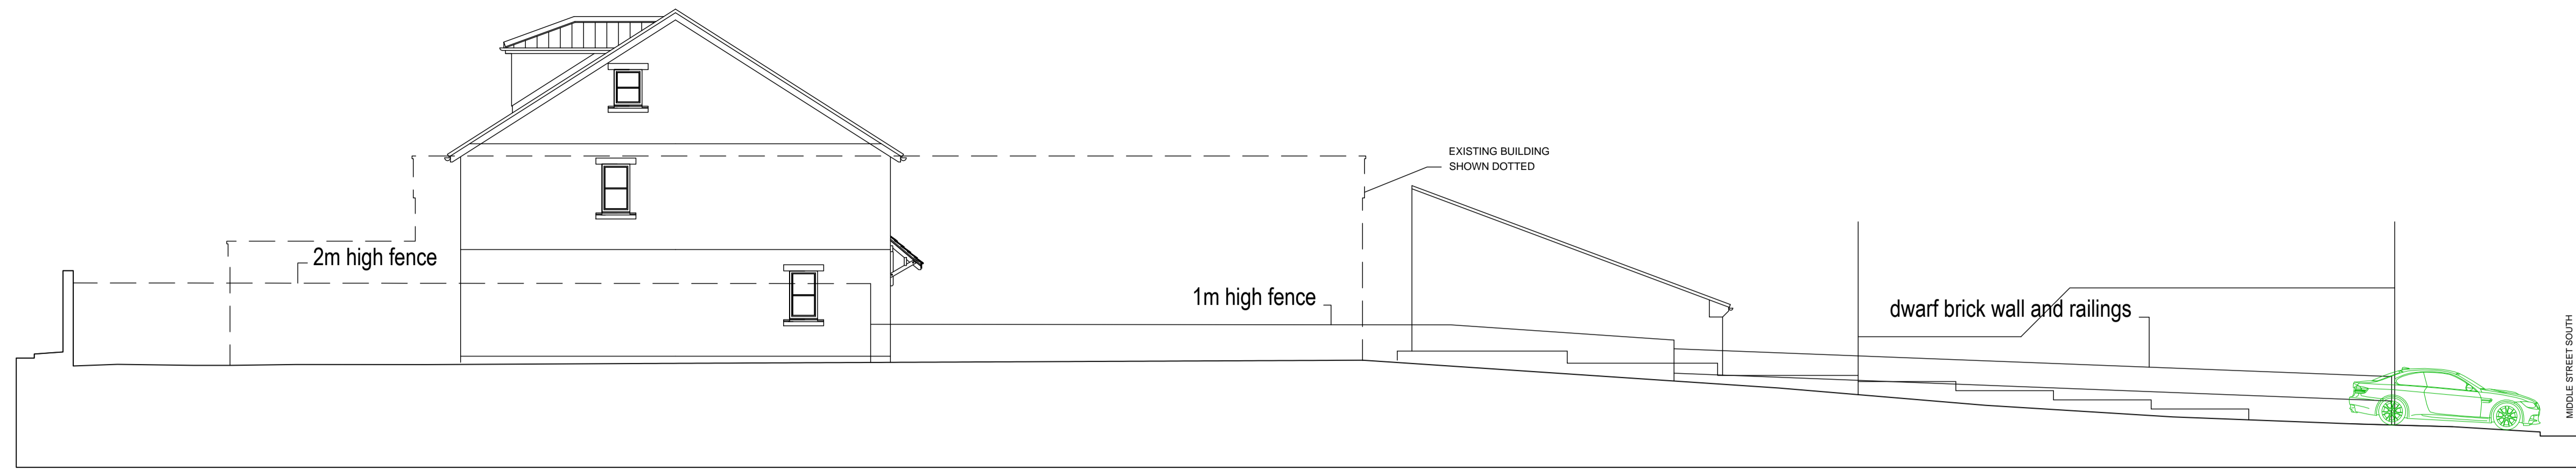 EXISTING BUILDING
SHOWN DOTTED
2m high fence
1m high fence
dwarf brick wall and railings
MIDDLE STREET SOUTH